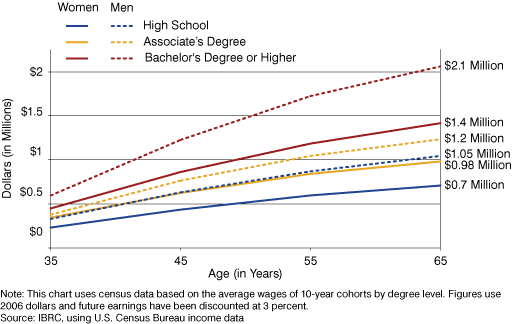 Women Men
High School
Associate's Degree
Bachelor's Degree or Higher
$2
$1.5
$1
$0.5
$0
Dollars (in Millions)
$2.1 Million
$1.4 Million
$1.2 Million
$1.05 Million
$0.98 Million
$0.7 Million
35 45 55 65
Age (in Years)
Note: This chart uses census data based on the average wages of 10-year cohorts by degree level. Figures use
2006 dollars and future earnings have been discounted at 3 percent.
Source: IBRC, using U.S. Census Bureau income data